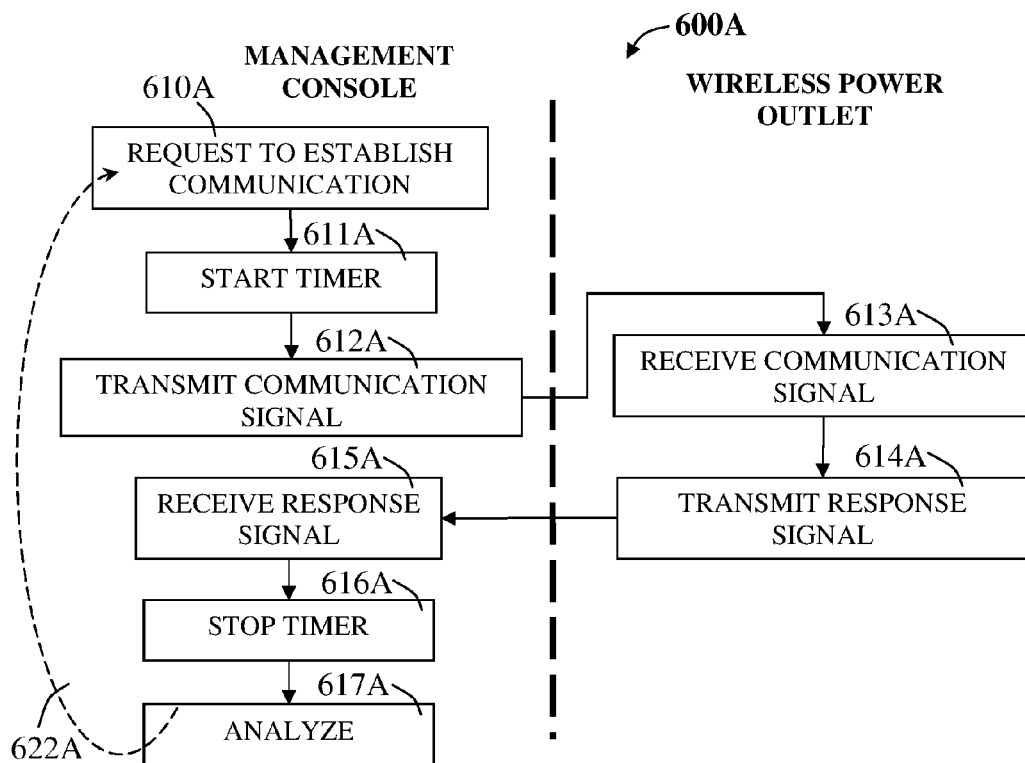 600A
MANAGEMENT
CONSOLE
WIRELESS POWER
OUTLET
610A
REQUEST TO ESTABLISH
COMMUNICATION
611A
START TIMER
612A
TRANSMIT COMMUNICATION
SIGNAL
613A
RECEIVE COMMUNICATION
SIGNAL
614A
TRANSMIT RESPONSE
SIGNAL
615A
RECEIVE RESPONSE
SIGNAL
616A
STOP TIMER
617A
ANALYZE
622A